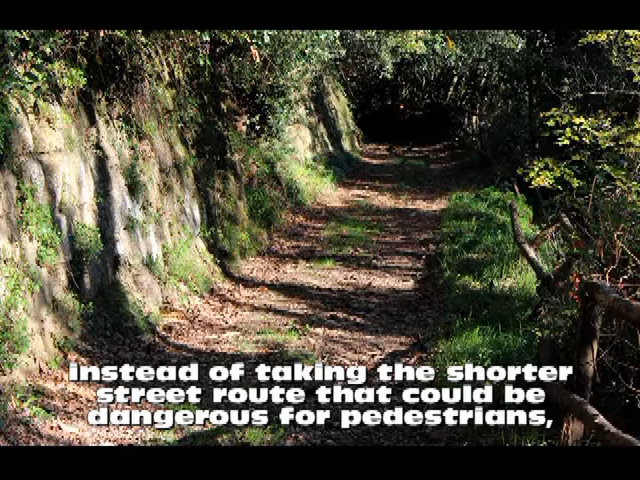 instead of taking the shorter
street route that could be
dangerous for pedestrians,